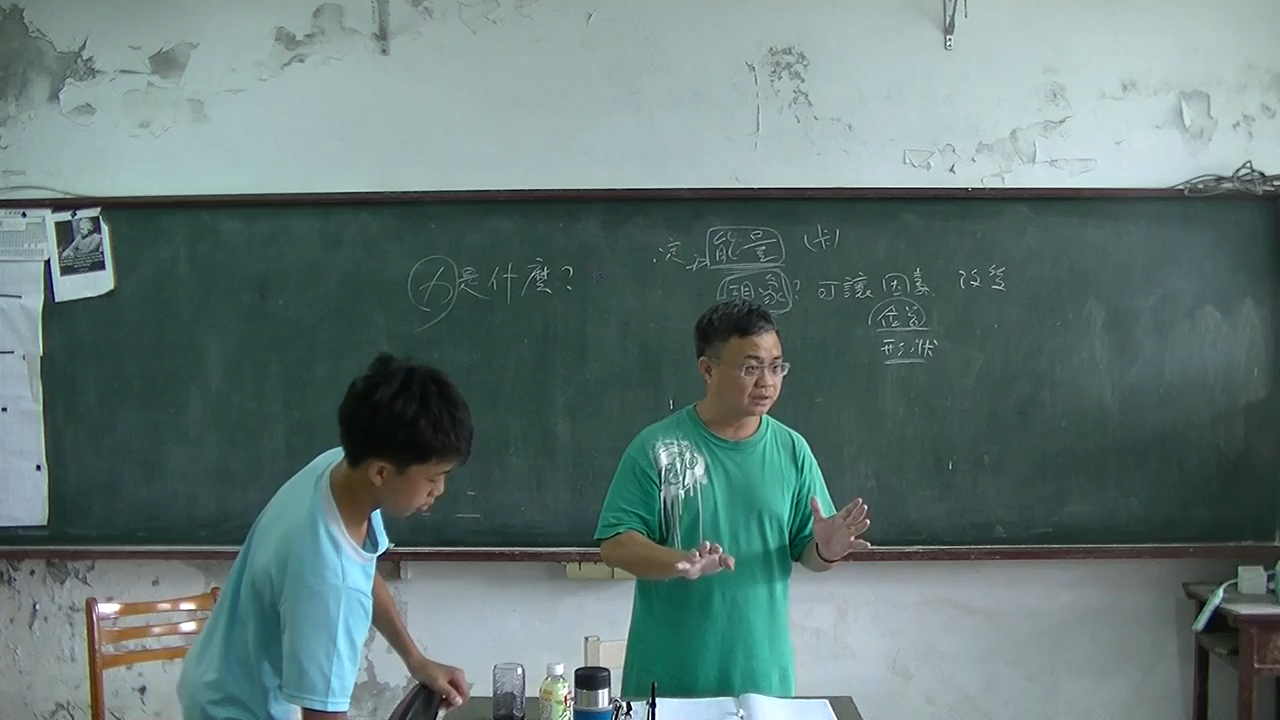 力是什麼?
能量 (卡)
現象? 可讓因素 改變
位置
形狀